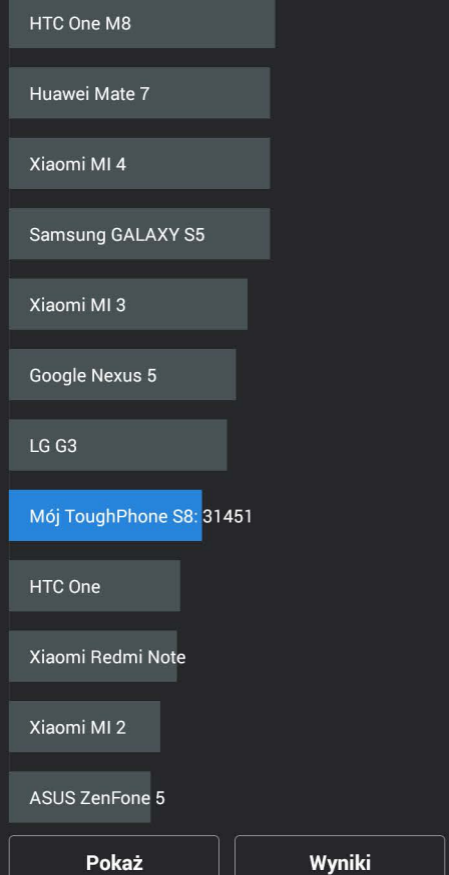 HTC One M8
Huawei Mate 7
Xiaomi MI 4
Samsung GALAXY S5
Xiaomi MI 3
Google Nexus 5
LG G3
Mój ToughPhone S8: 31451
HTC One
Xiaomi Redmi Note
Xiaomi MI 2
ASUS ZenFone 5
Pokaż Wyniki